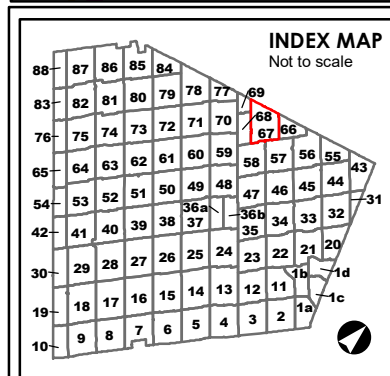 INDEX MAP
Not to scale
88 87 86 85 84
83 82 81 80 79 78 77 69
76 75 74 73 72 71 70 68 67 66
65 64 63 62 61 60 59 58 57 56 55 43
54 53 52 51 50 49 48 47 46 45 44 31
42 41 40 39 38 37 36a 36b 35 34 33 32
30 29 28 27 26 25 24 23 22 21 20
19 18 17 16 15 14 13 12 11 1b 1d
10 9 8 7 6 5 4 3 2 1a 1c